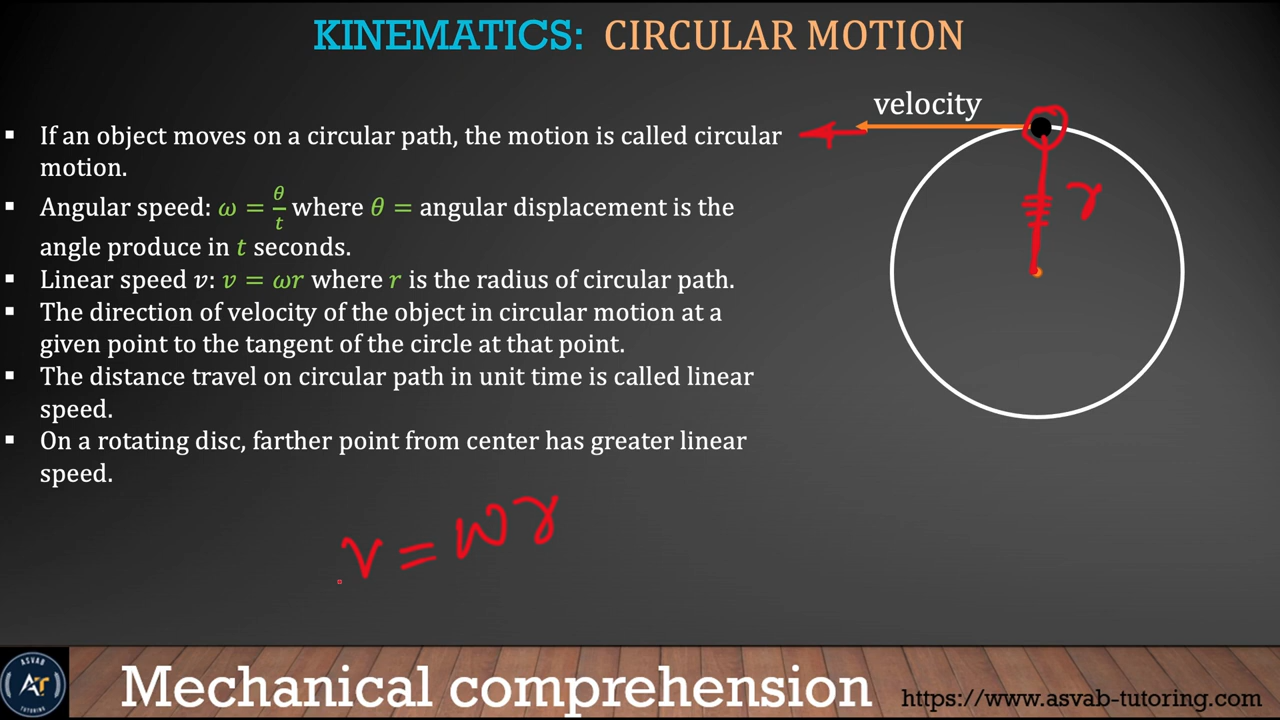 KINEMATICS: CIRCULAR MOTION
velocity
▪ If an object moves on a circular path, the motion is called circular
motion.
▪ Angular speed: ω = θ/t where θ = angular displacement is the
angle produce in t seconds.
▪ Linear speed v: v = ωr where r is the radius of circular path.
▪ The direction of velocity of the object in circular motion at a
given point to the tangent of the circle at that point.
▪ The distance travel on circular path in unit time is called linear
speed.
▪ On a rotating disc, farther point from center has greater linear
speed.
r
v = ωr
ASVAB
AT
TUTORING
Mechanical comprehension
https://www.asvab-tutoring.com